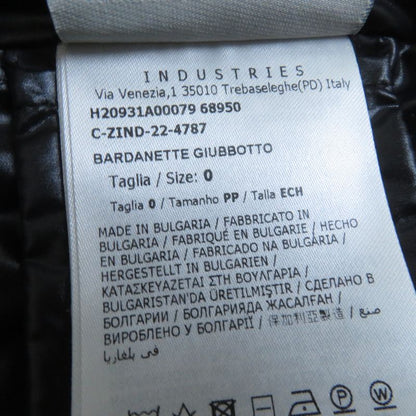 INDUSTRIES
Via Venezia,1 35010 Trebaseleghe(PD) Italy
H20931A00079 68950
C-ZIND-22-4787
BARDANETTE GIUBBOTTO
Taglia / Size: 0
Taglia 0 / Tamanho PP / Talla ECH
MADE IN BULGARIA / FABBRICATO IN
BULGARIA / FABRIQUÉ EN BULGARIE / HECHO
EN BULGARIA / FABRICADO NA BULGÁRIA /
HERGESTELLT IN BULGARIEN /
ΚΑΤΑΣΚΕΥΑΖΕΤΑΙ ΣΤΗ ΒΟΥΛΓΑΡΙΑ /
BULGARISTAN'DA ÜRETILMIŞTIR / СДЕЛАНО В
БОЛГАРИИ / БОЛГАРИЯДА ЖАСАЛҒАН /
ВИРОБЛЕНО У БОЛГАРІЇ / 保加利亞製造 / صنع
في بلغاريا
P W